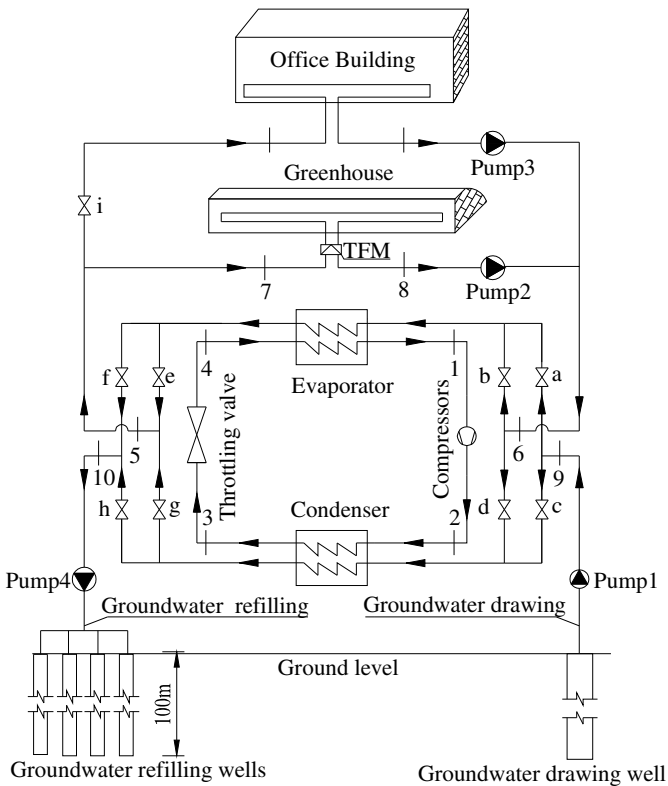 Office Building
Pump3
Greenhouse
i
TFM
7
8
Pump2
4
1
f
e
b
a
Evaporator
Throttling valve
Compressors
5
6
10
9
h
g
3
Condenser
2
d
c
Pump4
Pump1
Groundwater refilling
Groundwater drawing
Ground level
100m
Groundwater refilling wells
Groundwater drawing well